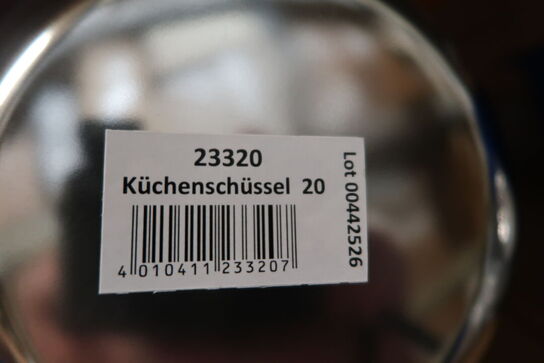 23320
Küchenschüssel 20
4 010411 233207
Lot 00442526